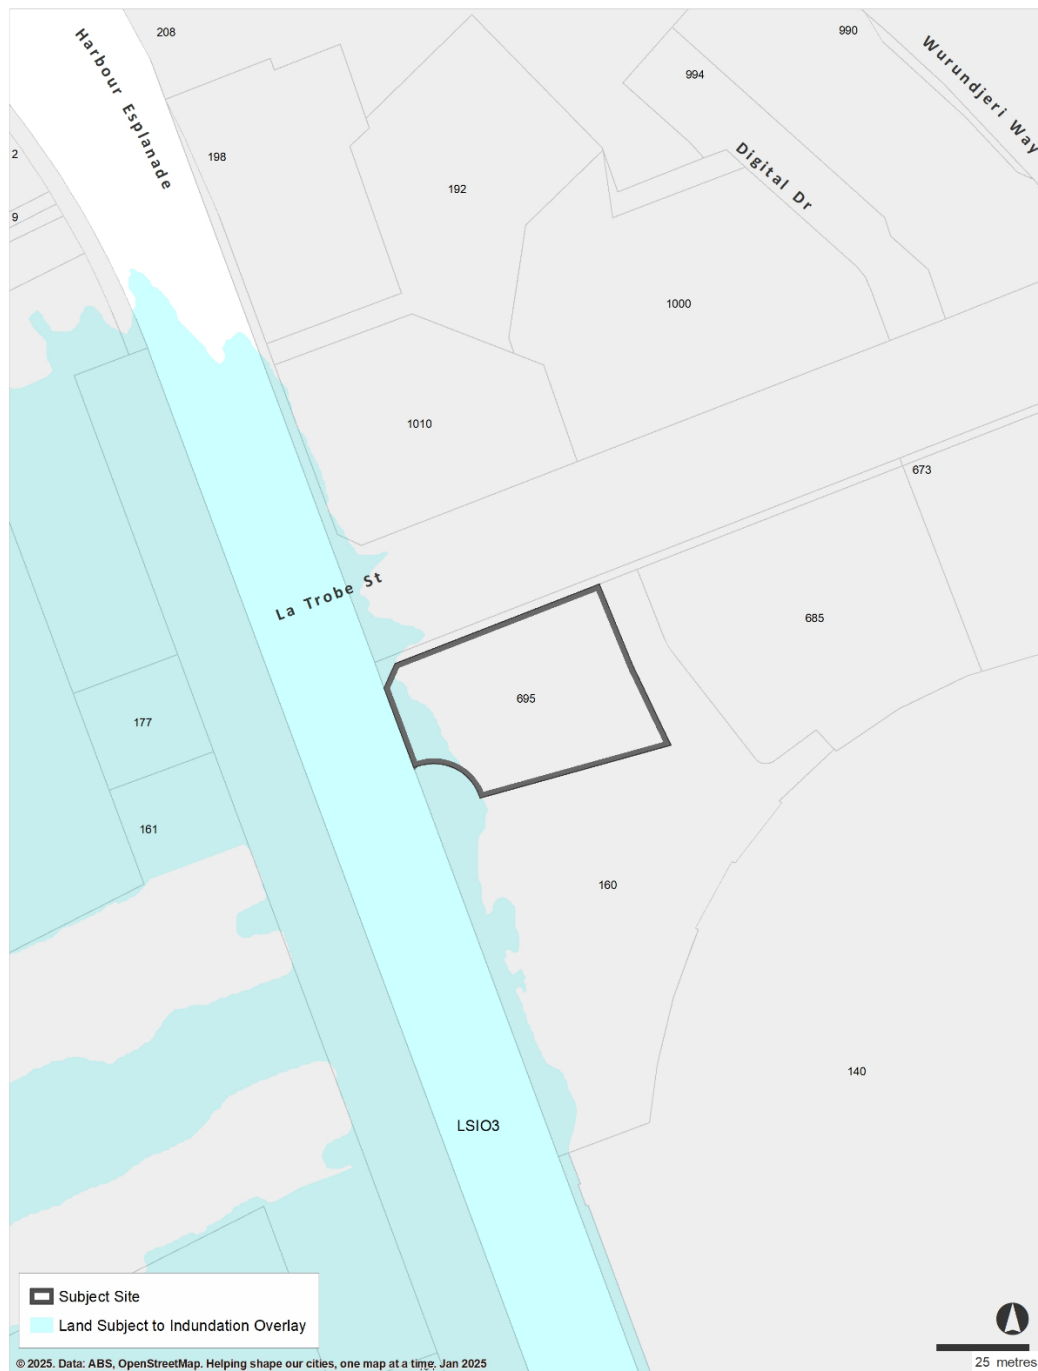 208
990
Harbour Esplanade
Wurundjeri Way
994
2
198
Digital Dr
192
9
1000
1010
673
La Trobe St
685
695
177
161
160
140
LSIO3
Subject Site
Land Subject to Indundation Overlay
© 2025. Data: ABS, OpenStreetMap. Helping shape our cities, one map at a time. Jan 2025
25 metres